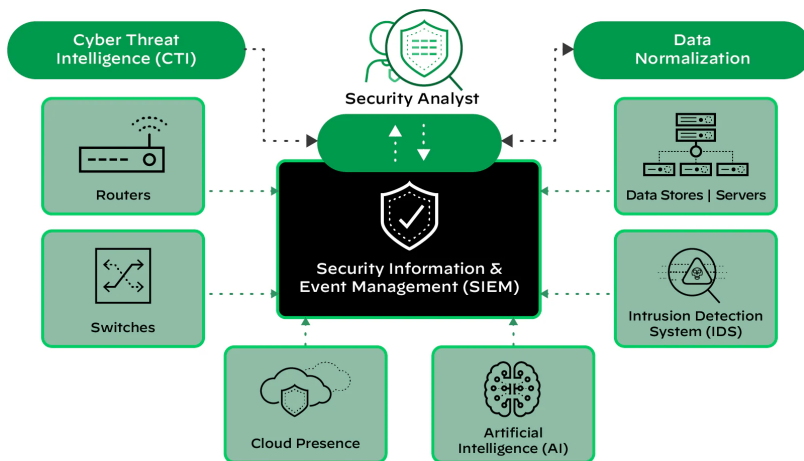 Cyber Threat
Intelligence (CTI)
Data
Normalization
Security Analyst
Routers
Data Stores | Servers
Security Information &
Event Management (SIEM)
Switches
Intrusion Detection
System (IDS)
Cloud Presence
Artificial
Intelligence (AI)